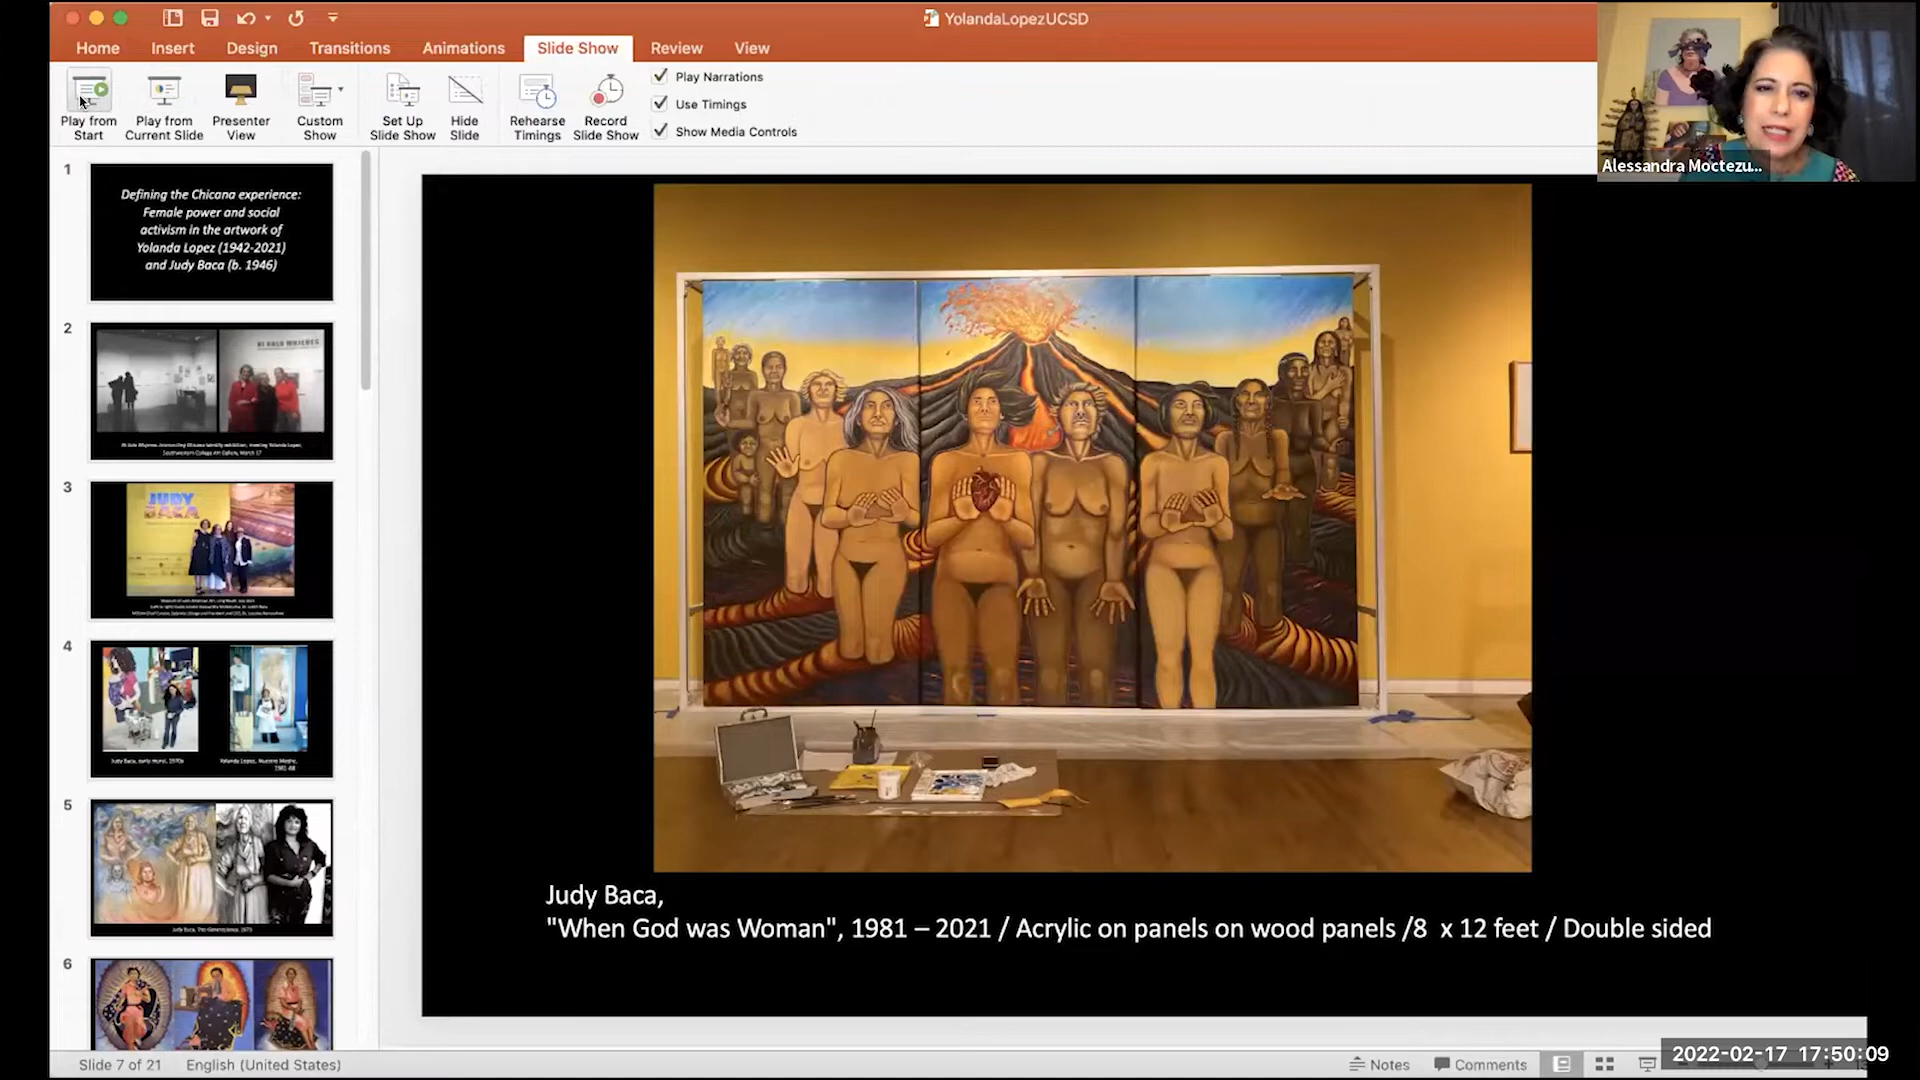 YolandaLopezUCSD
Home Insert Design Transitions Animations Slide Show Review View
Play from Start
Play from Current Slide
Presenter View
Custom Show
Set Up Slide Show
Hide Slide
Rehearse Timings
Record Slide Show
Play Narrations
Use Timings
Show Media Controls
Alessandra Moctezu...
1
Defining the Chicana experience:
Female power and social
activism in the artwork of
Yolanda Lopez (1942-2021)
and Judy Baca (b. 1946)
2
3
JUDY
BACA
4
Judy Baca, early mural, 1970s
5
6
Judy Baca,
"When God was Woman", 1981 – 2021 / Acrylic on panels on wood panels /8 x 12 feet / Double sided
Slide 7 of 21 English (United States)
Notes Comments
2022-02-17 17:50:09